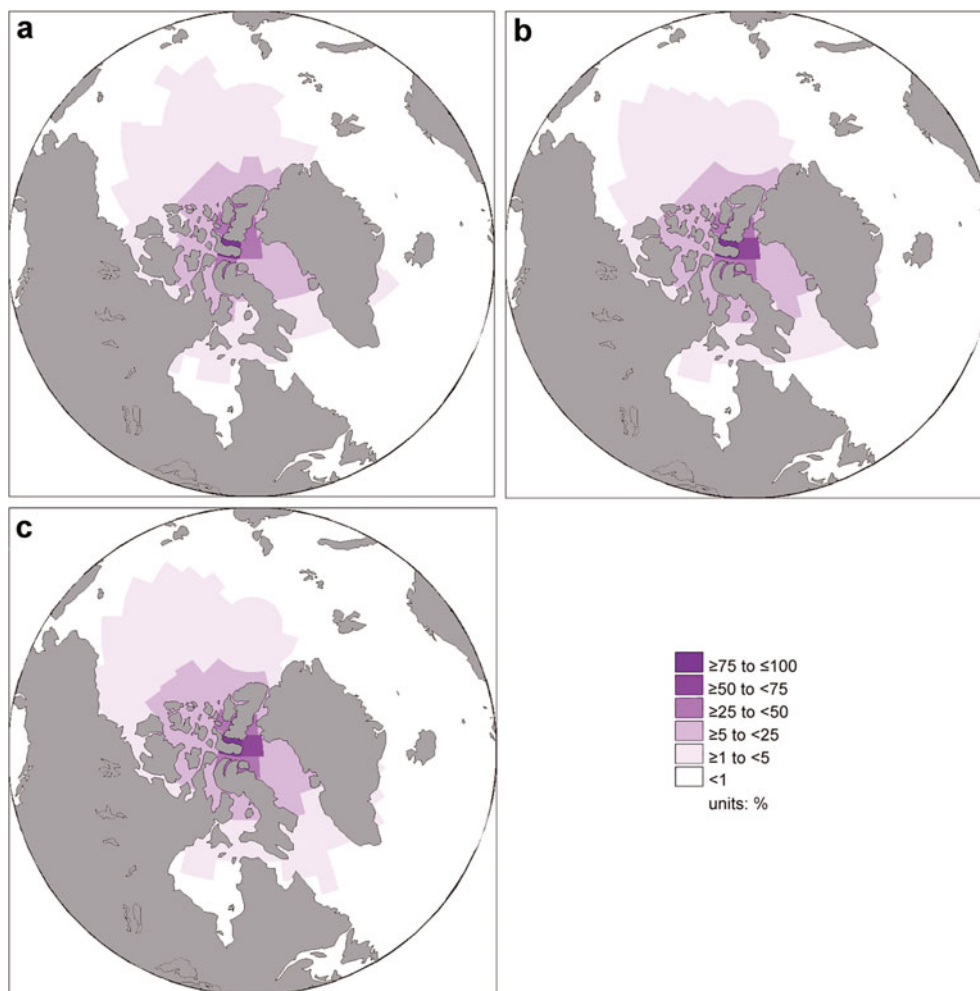 a
b
c
≥75 to ≤100
≥50 to <75
≥25 to <50
≥5 to <25
≥1 to <5
<1
units: %